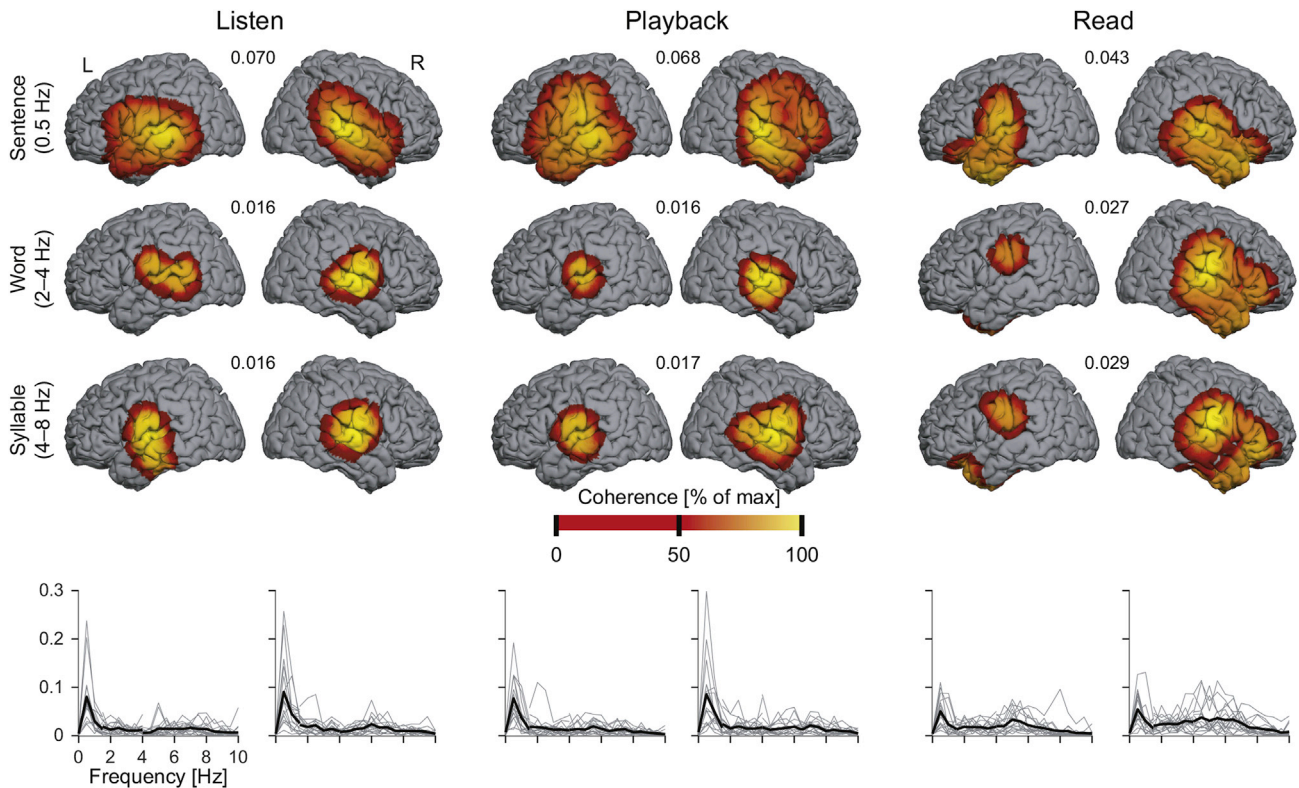 Listen Playback Read
L 0.070 R 0.068 0.043
Sentence
(0.5 Hz)
0.016 0.016 0.027
Word
(2–4 Hz)
0.016 0.017 0.029
Syllable
(4–8 Hz)
Coherence [% of max]
0 50 100
0.3
0.2
0.1
0
0 2 4 6 8 10
Frequency [Hz]